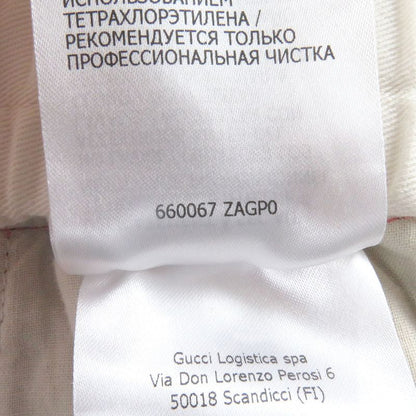 ИСПОЛЬЗОВАНИЕМ
ТЕТРАХЛОРЭТИЛЕНА /
РЕКОМЕНДУЕТСЯ ТОЛЬКО
ПРОФЕССИОНАЛЬНАЯ ЧИСТКА
660067 ZAGP0
Gucci Logistica spa
Via Don Lorenzo Perosi 6
50018 Scandicci (FI)